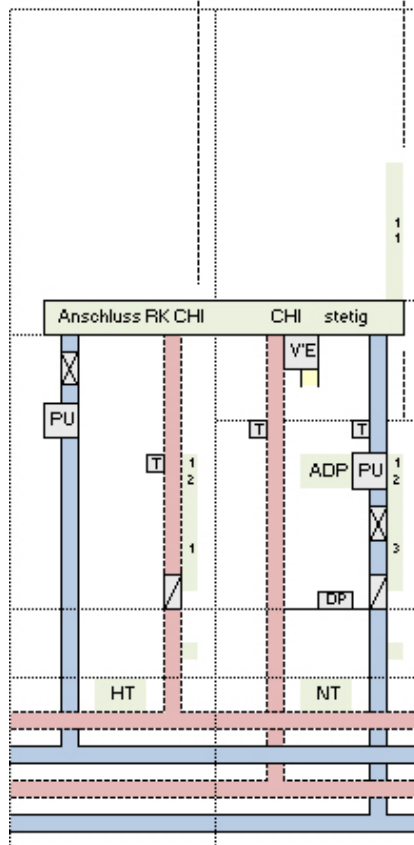 1
1
Anschluss RK CHI CHI stetig
V'E
PU
T T
T 1 ADP PU 1
2 2
1 3
DP
HT NT